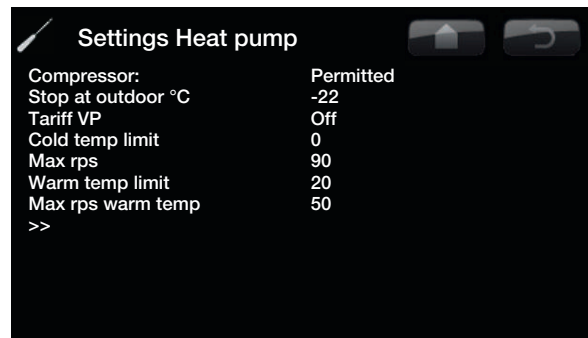 Settings Heat pump
Compressor: Permitted
Stop at outdoor °C -22
Tariff VP Off
Cold temp limit 0
Max rps 90
Warm temp limit 20
Max rps warm temp 50
>>